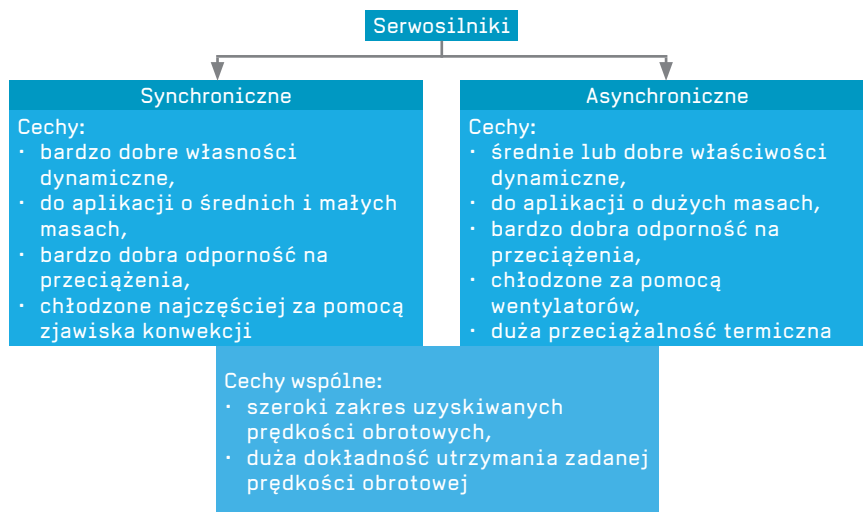 Serwosilniki
Synchroniczne
Cechy:
· bardzo dobre własności
dynamiczne,
· do aplikacji o średnich i małych
masach,
· bardzo dobra odporność na
przeciążenia,
· chłodzone najczęściej za pomocą
zjawiska konwekcji
Asynchroniczne
Cechy:
· średnie lub dobre właściwości
dynamiczne,
· do aplikacji o dużych masach,
· bardzo dobra odporność na
przeciążenia,
· chłodzone za pomocą
wentylatorów,
· duża przeciążalność termiczna
Cechy wspólne:
· szeroki zakres uzyskiwanych
prędkości obrotowych,
· duża dokładność utrzymania zadanej
prędkości obrotowej